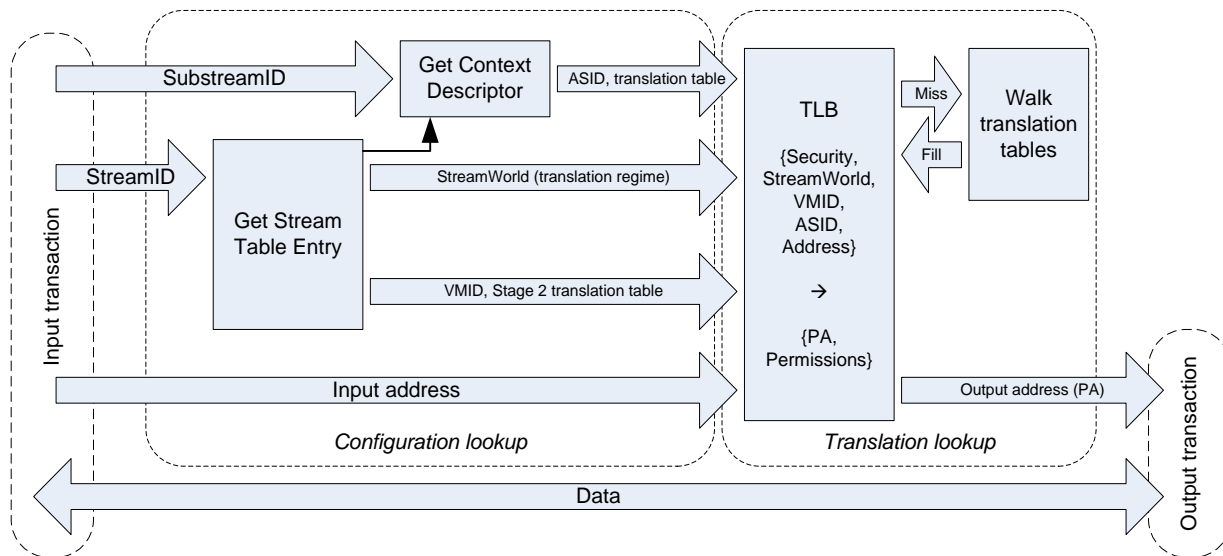 SubstreamID
Get Context
Descriptor
ASID, translation table
TLB
{Security,
StreamWorld,
VMID,
ASID,
Address}
→
{PA,
Permissions}
Miss
Fill
Walk
translation
tables
Input transaction
StreamID
Get Stream
Table Entry
StreamWorld (translation regime)
VMID, Stage 2 translation table
Input address
Output address (PA)
Configuration lookup
Translation lookup
Data
Output transaction